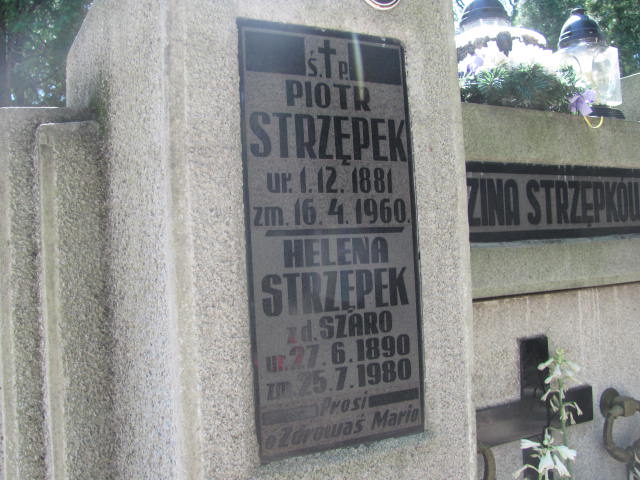 Ś. P.
PIOTR
STRZĘPEK
ur. 1. 12. 1881
zm. 16. 4. 1960.
HELENA
STRZĘPEK
z d. SZARO
ur. 27. 6. 1890
zm. 25. 7. 1980
Prosi
o Zdrowaś Mario
ZINA STRZĘPKÓW